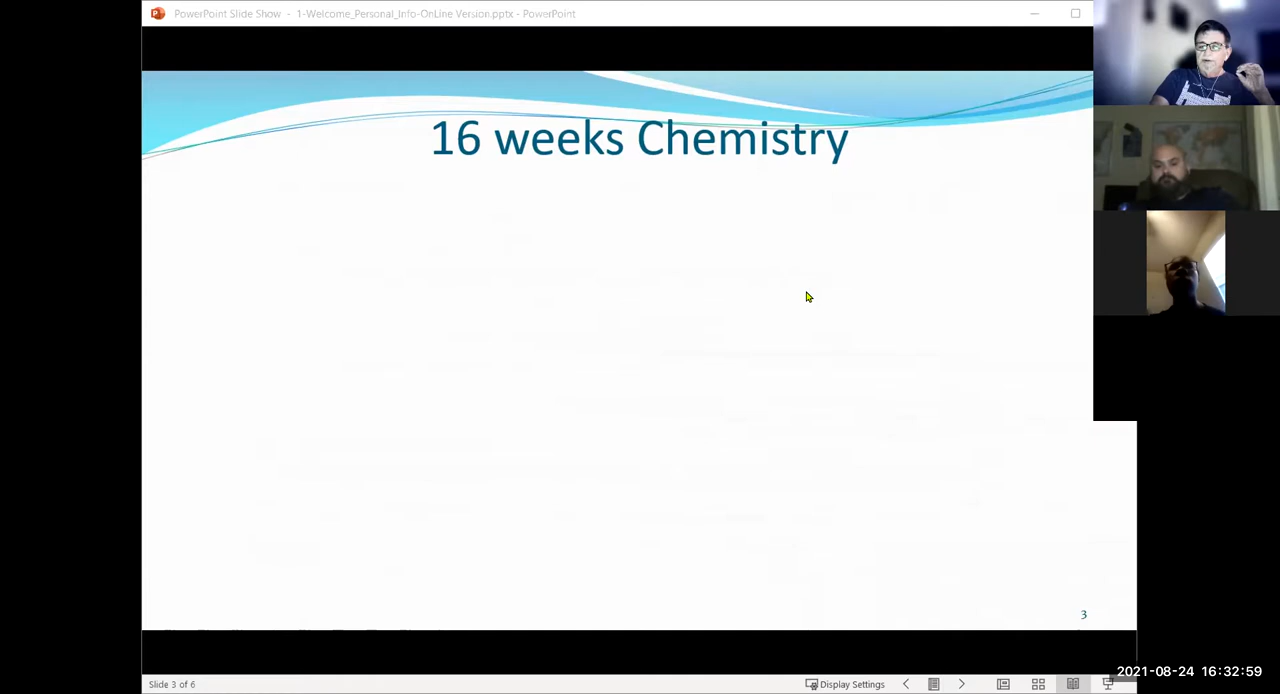 PowerPoint Slide Show - 1-Welcome_Personal_Info-OnLine Version.pptx - PowerPoint
16 weeks Chemistry
3
2021-08-24 16:32:59
Slide 3 of 6
Display Settings